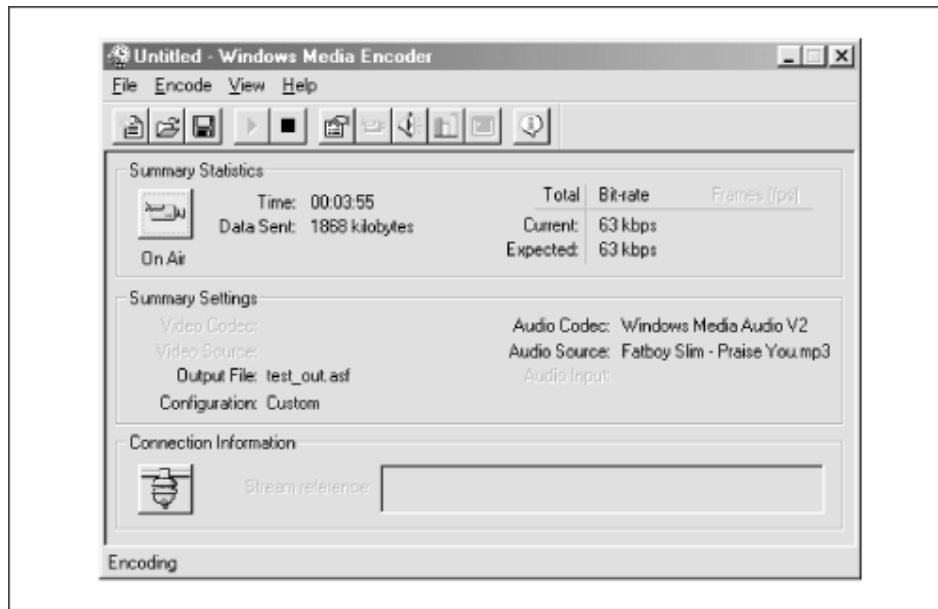 Untitled - Windows Media Encoder
File Encode View Help
Summary Statistics
Time: 00:03:55
Data Sent: 1868 kilobytes
On Air
Total Bit-rate Frames (fps)
Current: 63 kbps
Expected: 63 kbps
Summary Settings
Video Codec:
Video Source:
Output File: test_out.asf
Configuration: Custom
Audio Codec: Windows Media Audio V2
Audio Source: Fatboy Slim - Praise You.mp3
Audio Input:
Connection Information
Stream reference:
Encoding